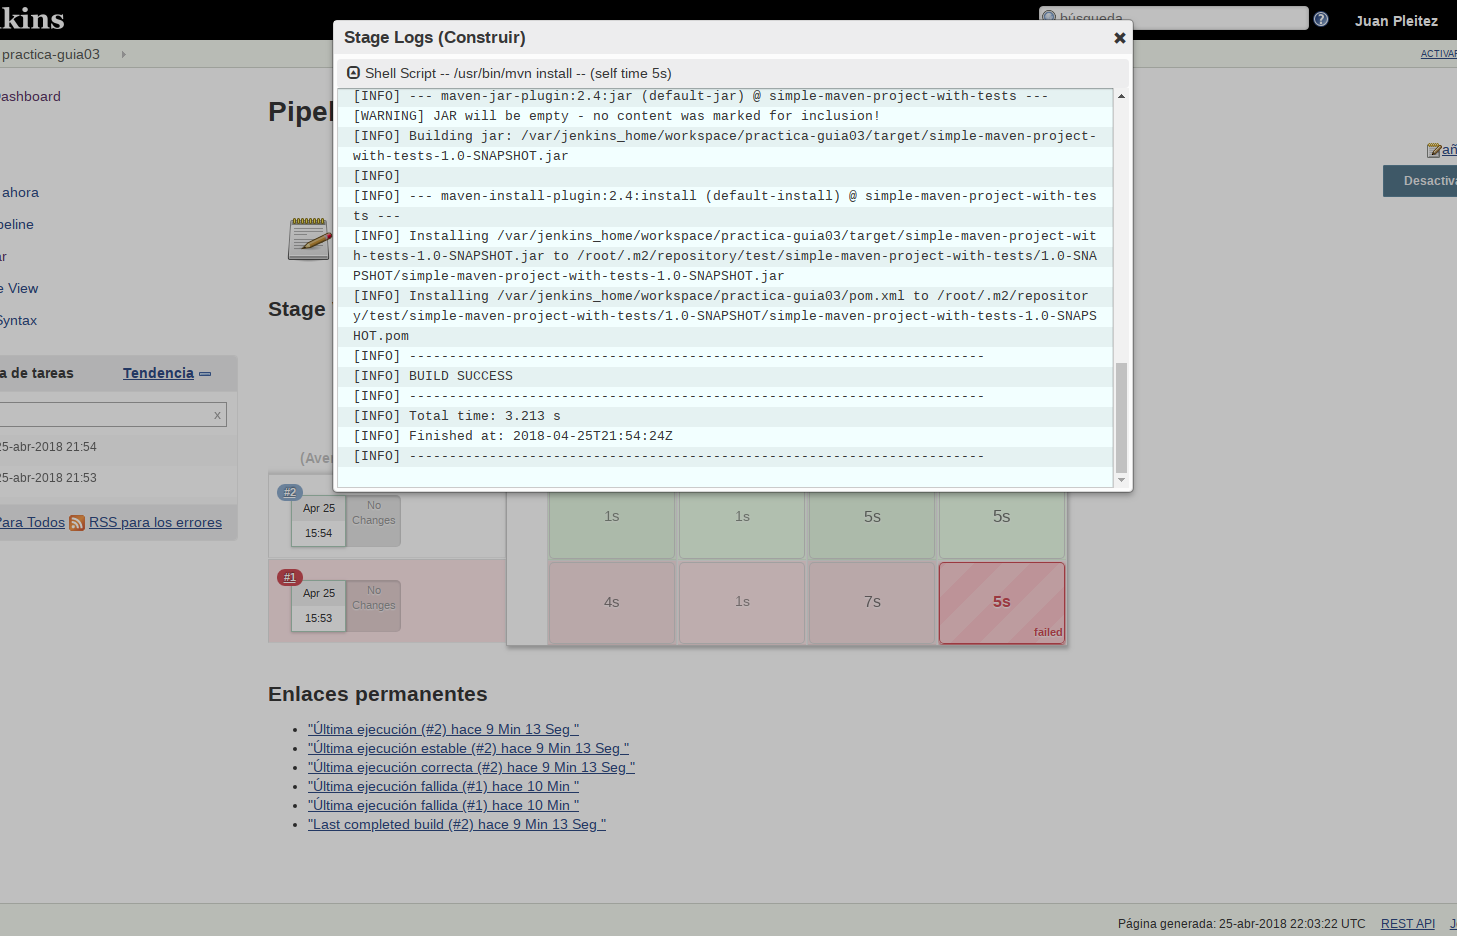 kins
búsqueda
Juan Pleitez
practica-guia03
ACTIVAR
Dashboard
Pipel
ahora
peline
ar
e View
Syntax
Stage
añ
Desactiva
a de tareas
Tendencia
x
25-abr-2018 21:54
25-abr-2018 21:53
Para Todos
RSS para los errores
Stage Logs (Construir)
Shell Script -- /usr/bin/mvn install -- (self time 5s)
[INFO] --- maven-jar-plugin:2.4:jar (default-jar) @ simple-maven-project-with-tests ---
[WARNING] JAR will be empty - no content was marked for inclusion!
[INFO] Building jar: /var/jenkins_home/workspace/practica-guia03/target/simple-maven-project-
with-tests-1.0-SNAPSHOT.jar
[INFO]
[INFO] --- maven-install-plugin:2.4:install (default-install) @ simple-maven-project-with-tes
ts ---
[INFO] Installing /var/jenkins_home/workspace/practica-guia03/target/simple-maven-project-wit
h-tests-1.0-SNAPSHOT.jar to /root/.m2/repository/test/simple-maven-project-with-tests/1.0-SNA
PSHOT/simple-maven-project-with-tests-1.0-SNAPSHOT.jar
[INFO] Installing /var/jenkins_home/workspace/practica-guia03/pom.xml to /root/.m2/repositor
y/test/simple-maven-project-with-tests/1.0-SNAPSHOT/simple-maven-project-with-tests-1.0-SNAPS
HOT.pom
[INFO] ------------------------------------------------------------------------
[INFO] BUILD SUCCESS
[INFO] ------------------------------------------------------------------------
[INFO] Total time: 3.213 s
[INFO] Finished at: 2018-04-25T21:54:24Z
[INFO] ------------------------------------------------------------------------
(Aver
#2
Apr 25
15:54
No
Changes
1s
1s
5s
5s
#1
Apr 25
15:53
No
Changes
4s
1s
7s
5s
failed
Enlaces permanentes
"Última ejecución (#2) hace 9 Min 13 Seg "
"Última ejecución estable (#2) hace 9 Min 13 Seg "
"Última ejecución correcta (#2) hace 9 Min 13 Seg "
"Última ejecución fallida (#1) hace 10 Min "
"Última ejecución fallida (#1) hace 10 Min "
"Last completed build (#2) hace 9 Min 13 Seg "
Página generada: 25-abr-2018 22:03:22 UTC
REST API
J